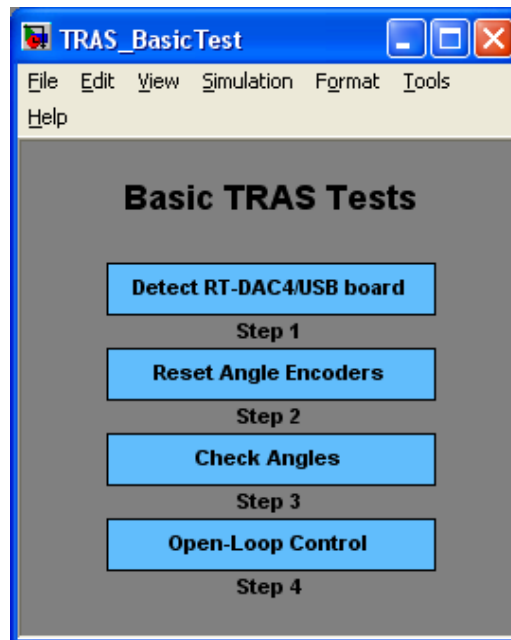 TRAS_BasicTest
File Edit View Simulation Format Tools
Help
Basic TRAS Tests
Detect RT-DAC4/USB board
Step 1
Reset Angle Encoders
Step 2
Check Angles
Step 3
Open-Loop Control
Step 4